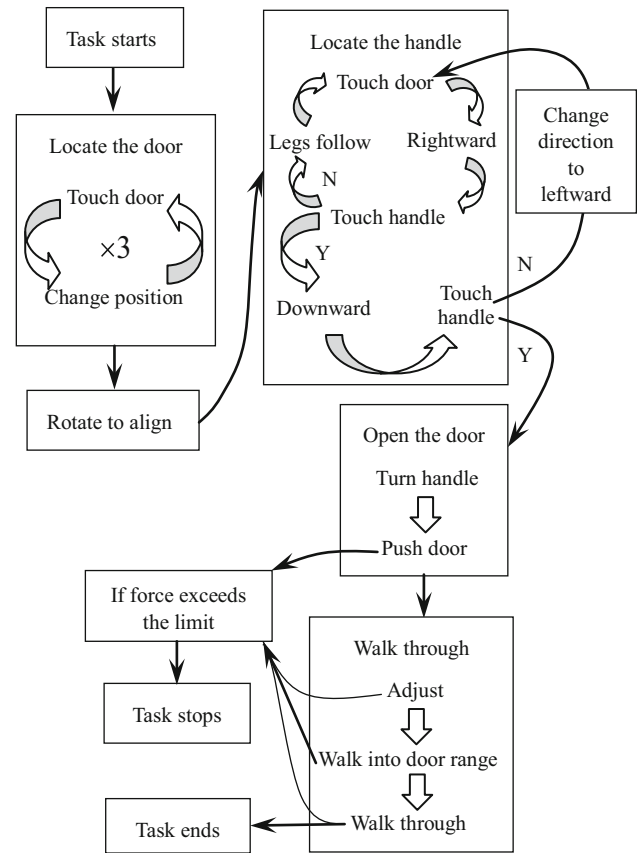 Task starts
Locate the door
Touch door
×3
Change position
Rotate to align
Locate the handle
Touch door
Legs follow
Rightward
N
Touch handle
Y
Downward
Touch
handle
Change
direction
to
leftward
N
Y
Open the door
Turn handle
Push door
If force exceeds
the limit
Task stops
Walk through
Adjust
Walk into door range
Walk through
Task ends